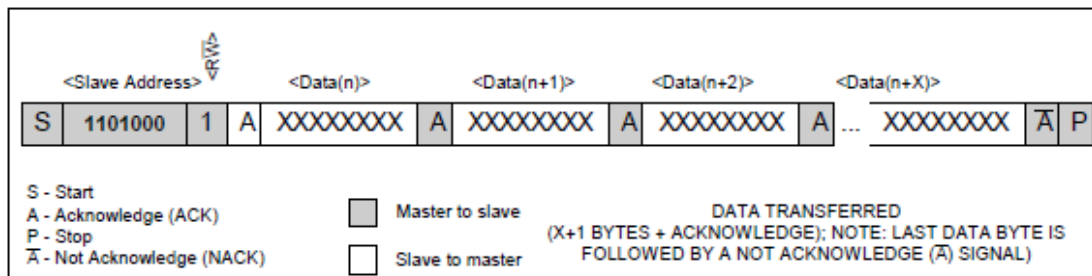 <R/W̅>
<Slave Address> <Data(n)> <Data(n+1)> <Data(n+2)> <Data(n+X)>
S 1101000 1 A XXXXXXXX A XXXXXXXX A XXXXXXXX A ... XXXXXXXX A̅ P
S - Start
A - Acknowledge (ACK)
P - Stop
A̅ - Not Acknowledge (NACK)
Master to slave
Slave to master
DATA TRANSFERRED
(X+1 BYTES + ACKNOWLEDGE); NOTE: LAST DATA BYTE IS
FOLLOWED BY A NOT ACKNOWLEDGE (A̅) SIGNAL)